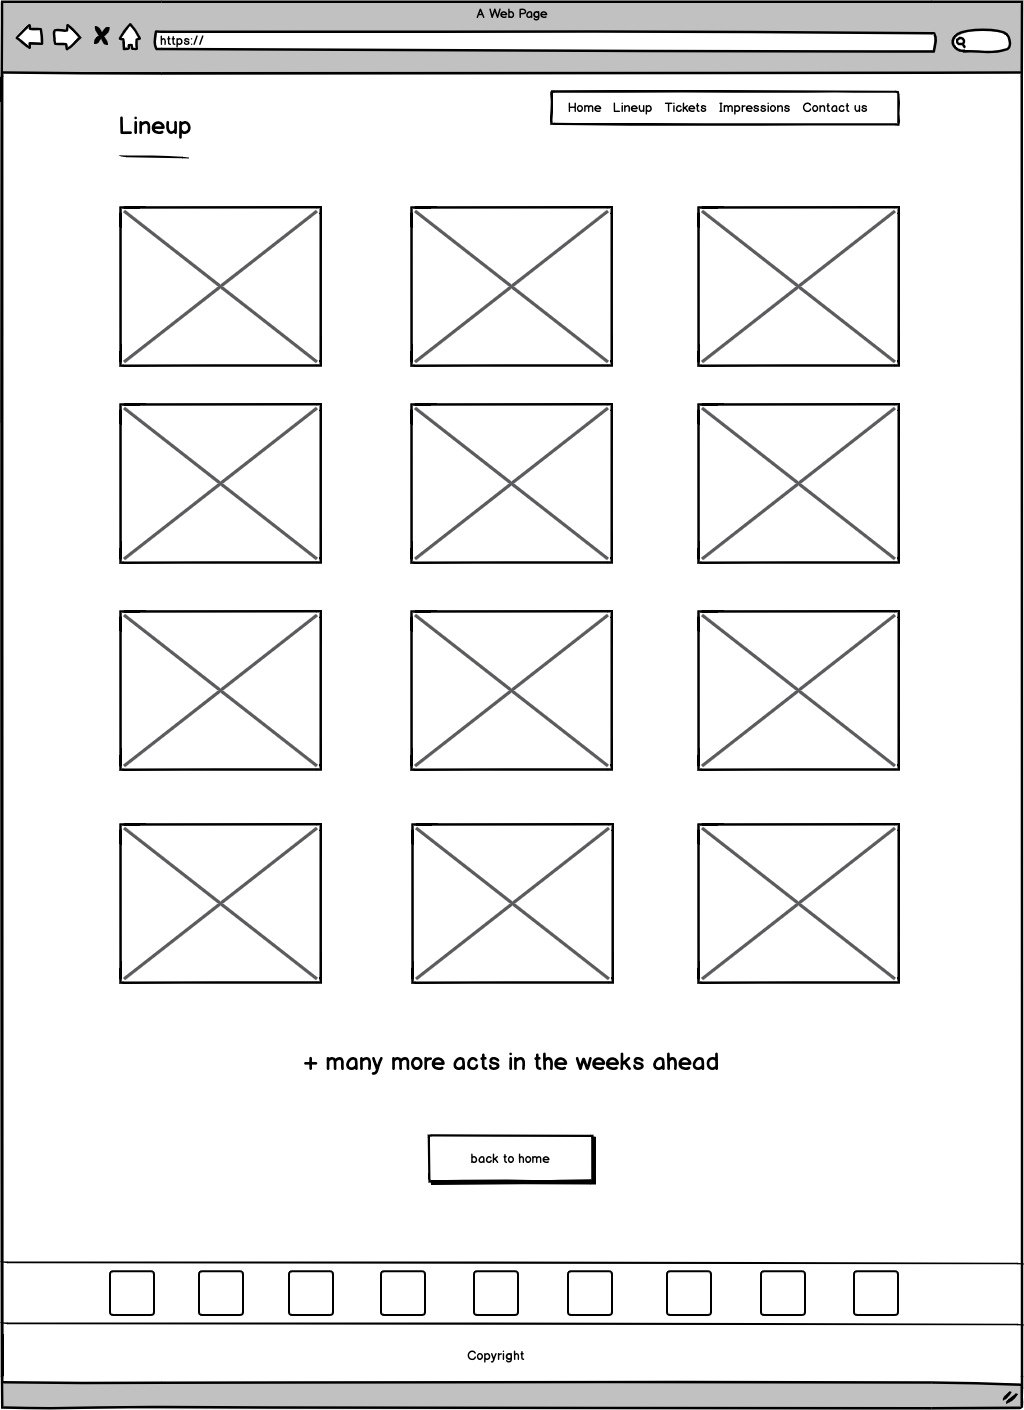 A Web Page
https://
Home Lineup Tickets Impressions Contact us
Lineup
+ many more acts in the weeks ahead
back to home
Copyright